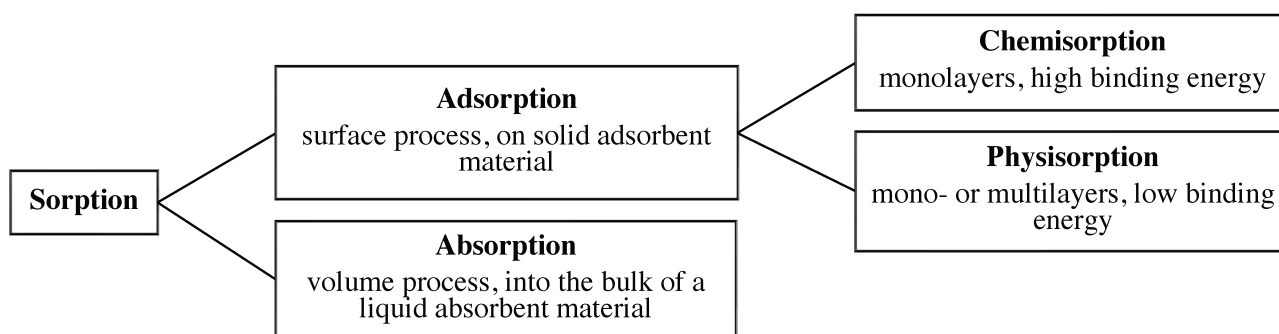 Sorption
Adsorption
surface process, on solid adsorbent
material
Absorption
volume process, into the bulk of a
liquid absorbent material
Chemisorption
monolayers, high binding energy
Physisorption
mono- or multilayers, low binding
energy